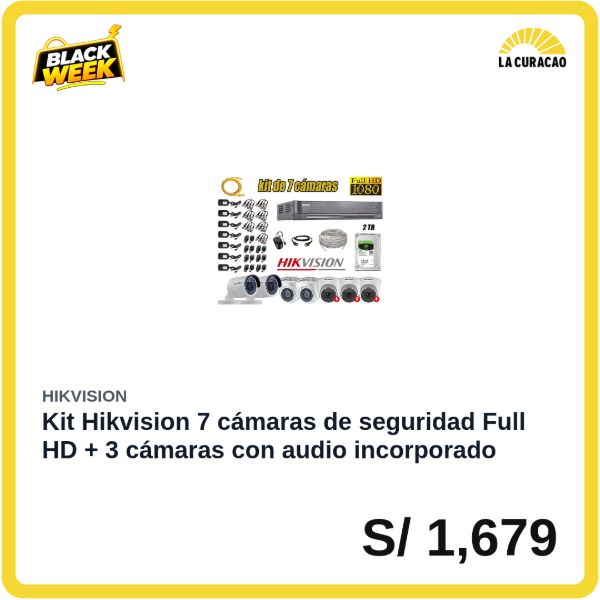 BLACK
WEEK
LA CURACAO
kit de 7 cámaras
Full HD
1080
2 TB
HIKVISION
HIKVISION
Kit Hikvision 7 cámaras de seguridad Full
HD + 3 cámaras con audio incorporado
S/ 1,679